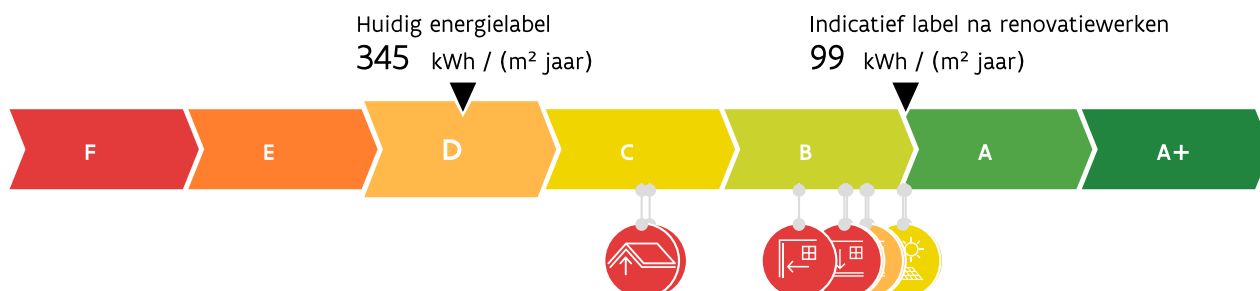 Huidig energielabel
345 kWh / (m² jaar)
Indicatief label na renovatiewerken
99 kWh / (m² jaar)
F
E
D
C
B
A
A+